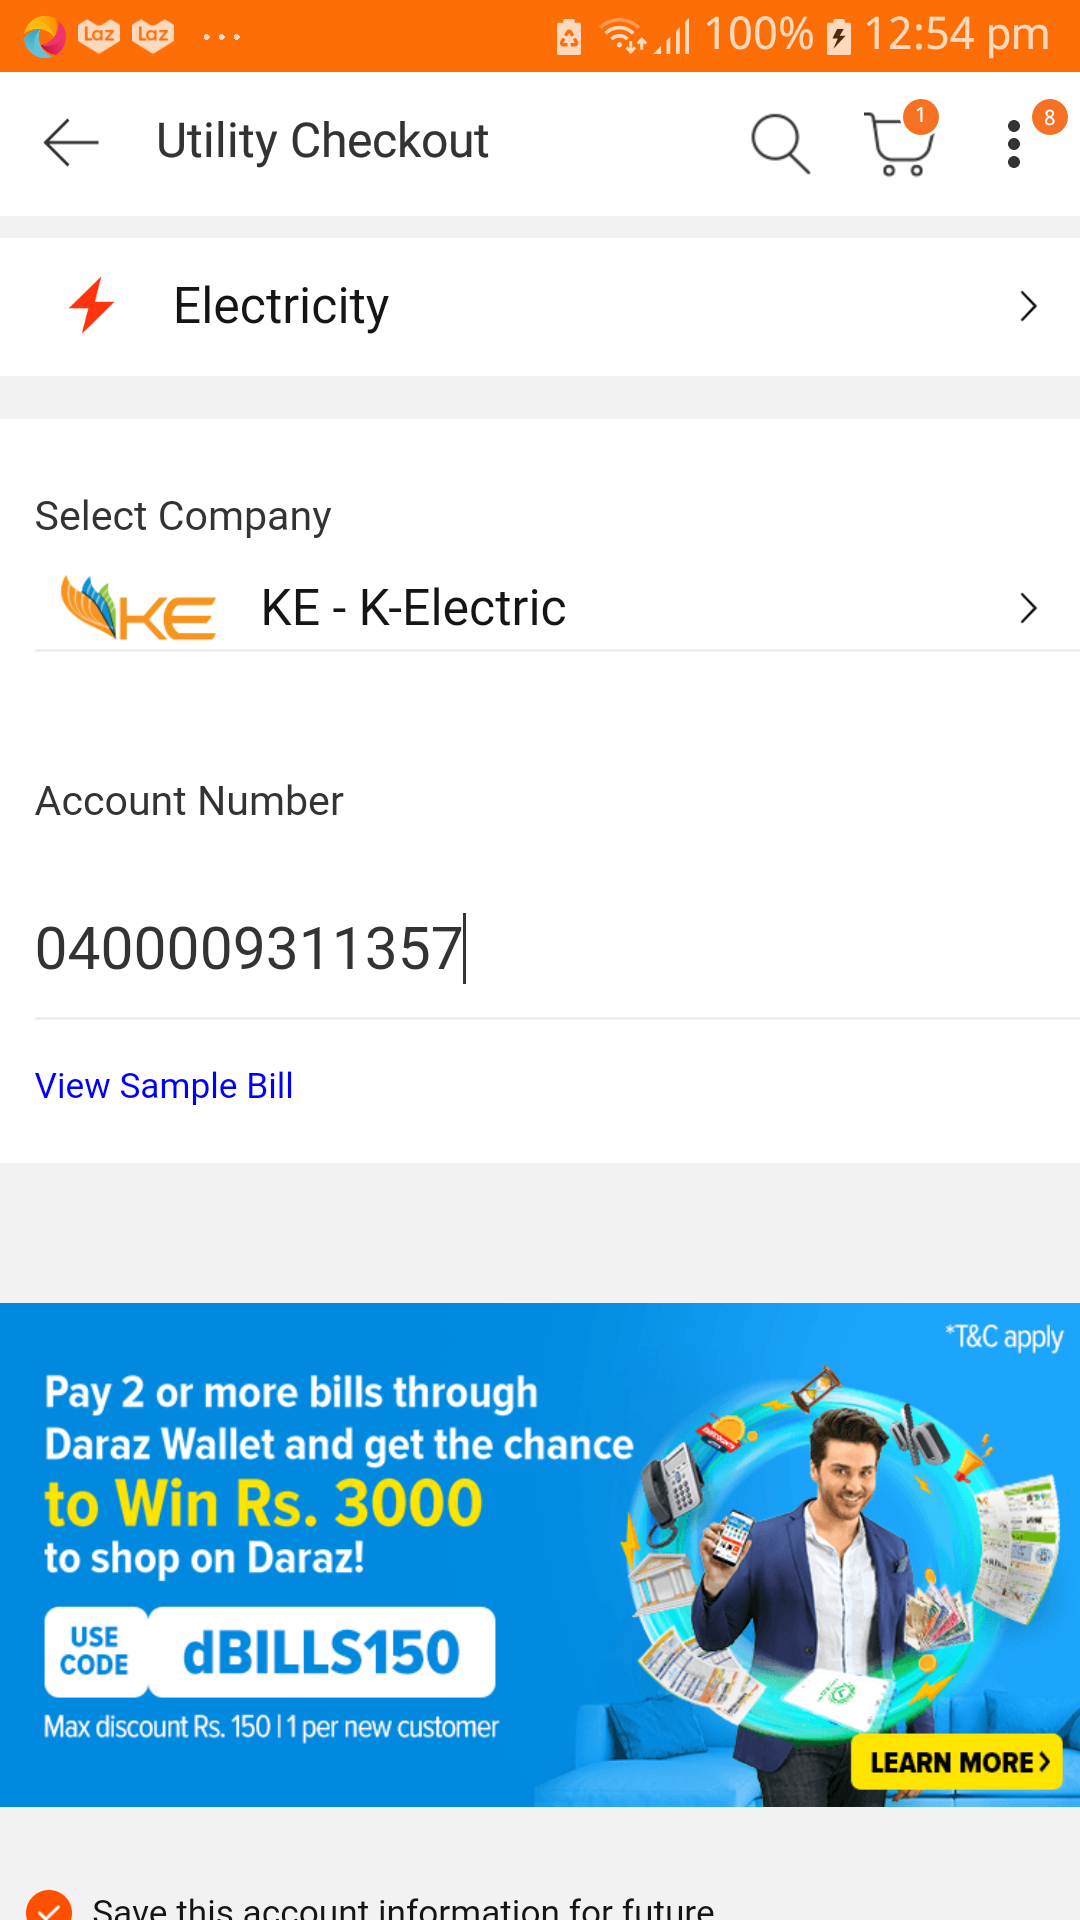 Laz Laz ... 100% 12:54 pm
Utility Checkout 1 8
Electricity
Select Company
KE KE - K-Electric
Account Number
0400009311357
View Sample Bill
*T&C apply
Pay 2 or more bills through
Daraz Wallet and get the chance
to Win Rs. 3000
to shop on Daraz!
USE
CODE
dBILLS150
Max discount Rs. 150 | 1 per new customer
LEARN MORE
Save this account information for future